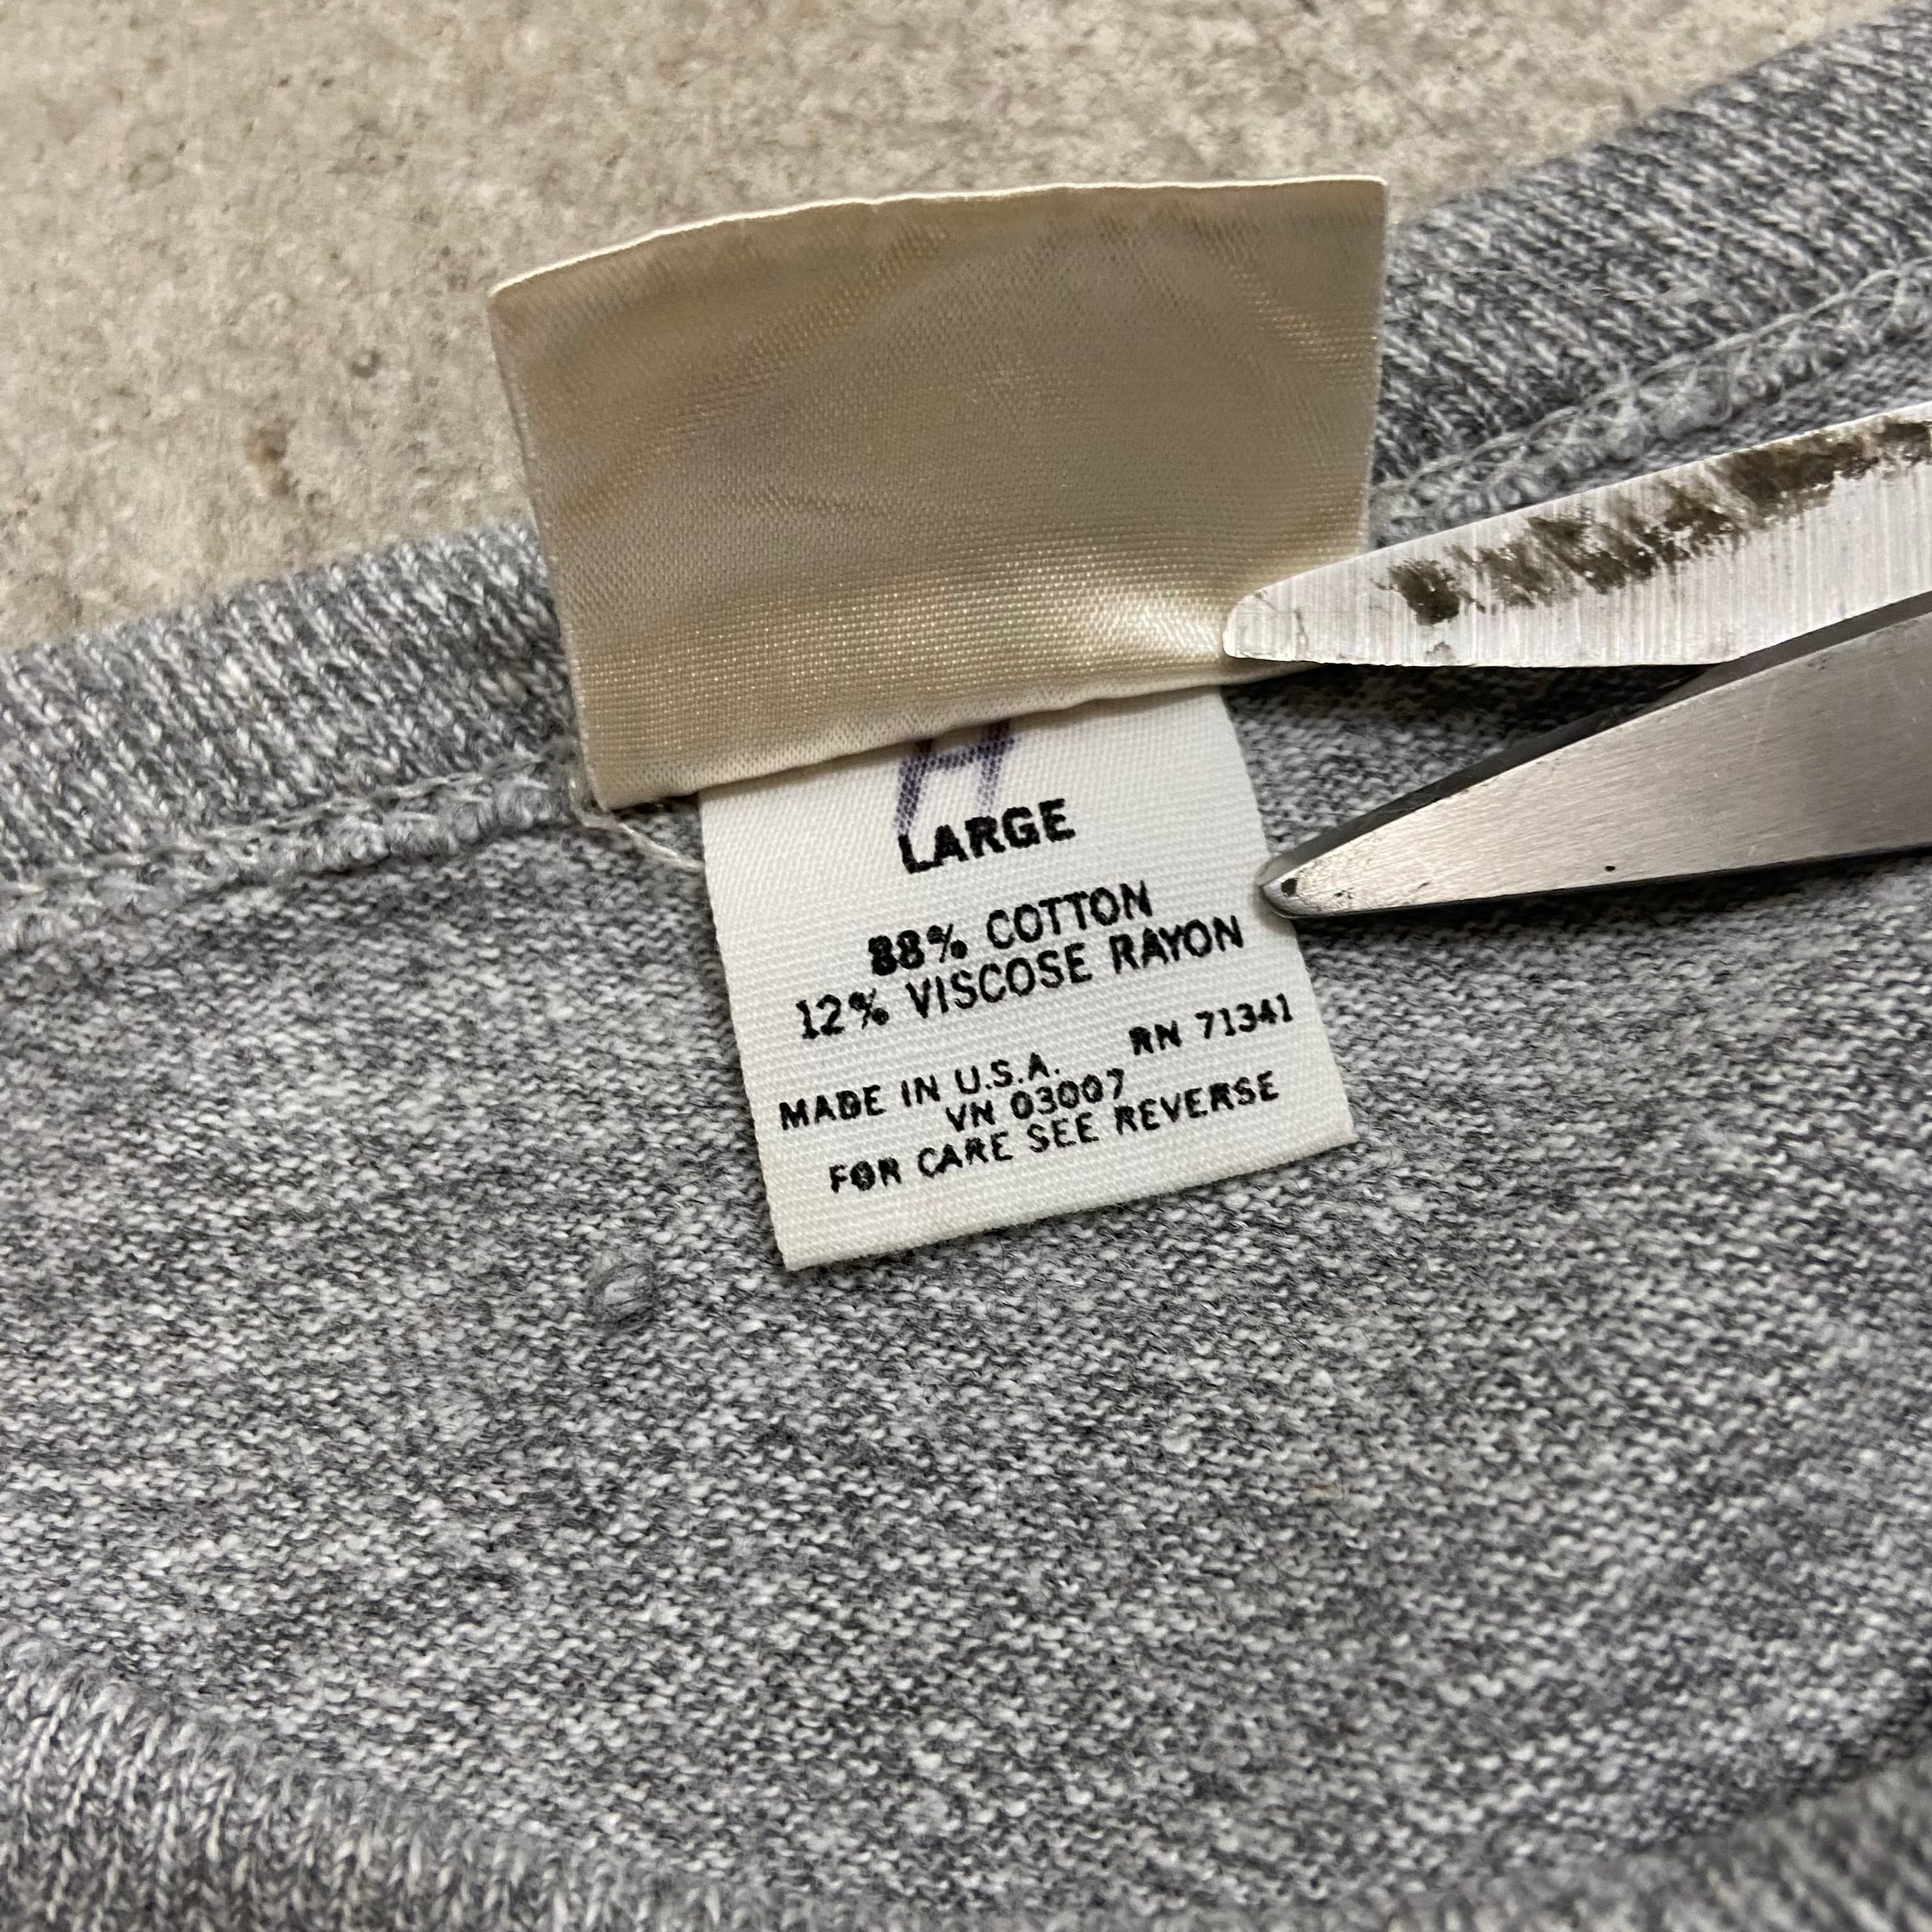 H
LARGE
88% COTTON
12% VISCOSE RAYON
RN 71341
MADE IN U.S.A.
VN 03007
FOR CARE SEE REVERSE